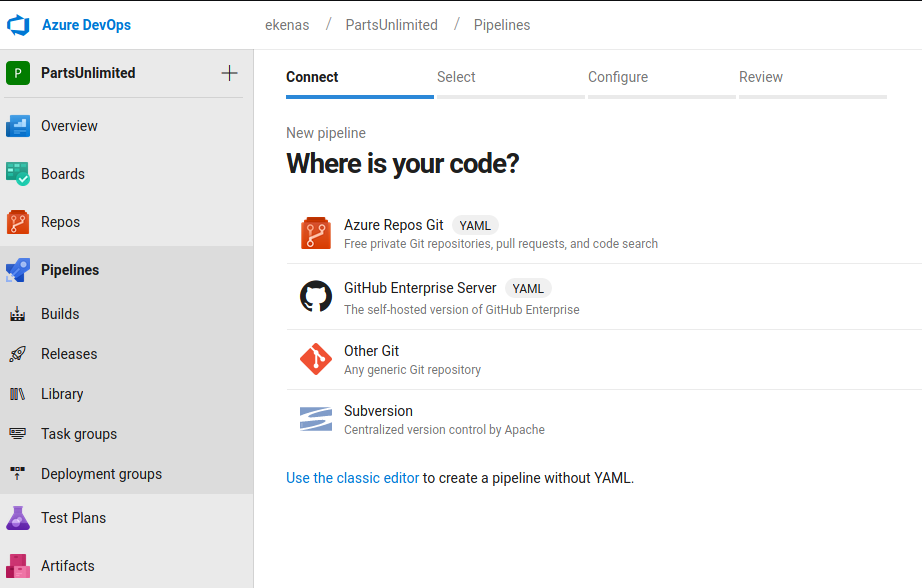 Azure DevOps
ekenas / PartsUnlimited / Pipelines
P PartsUnlimited
Overview
Boards
Repos
Pipelines
Builds
Releases
Library
Task groups
Deployment groups
Test Plans
Artifacts
Connect Select Configure Review
New pipeline
Where is your code?
Azure Repos Git YAML
Free private Git repositories, pull requests, and code search
GitHub Enterprise Server YAML
The self-hosted version of GitHub Enterprise
Other Git
Any generic Git repository
Subversion
Centralized version control by Apache
Use the classic editor to create a pipeline without YAML.